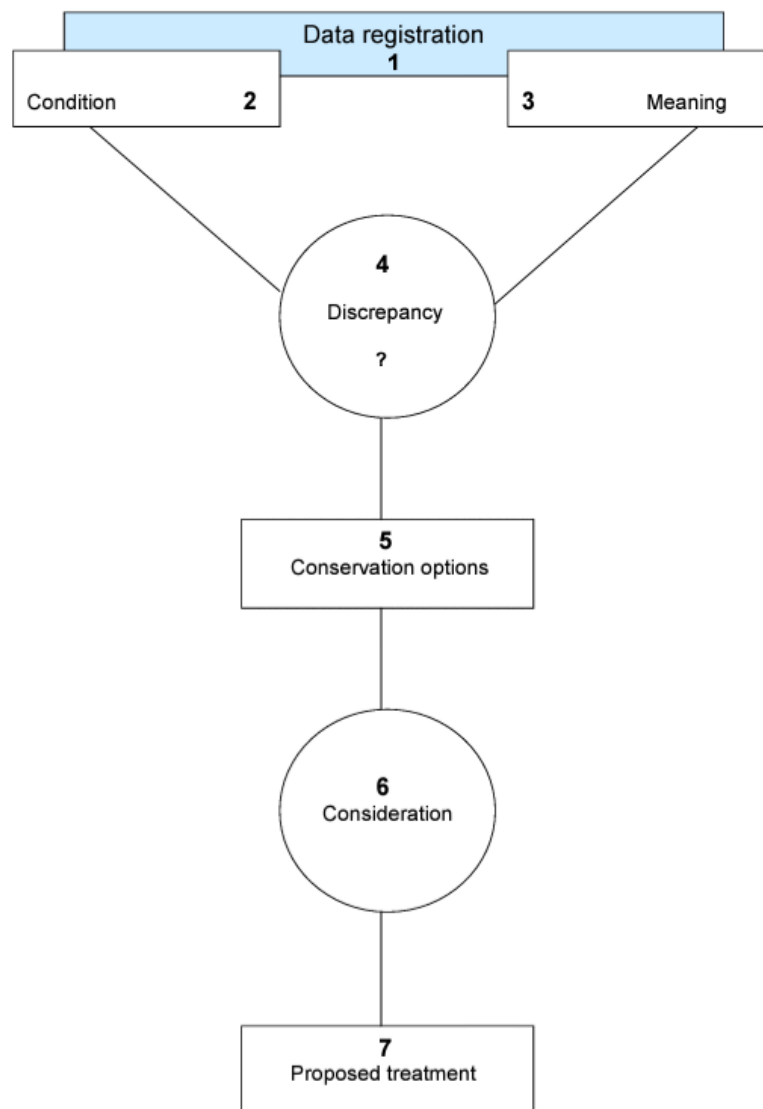 Data registration
1
Condition 2
3 Meaning
4
Discrepancy
?
5
Conservation options
6
Consideration
7
Proposed treatment